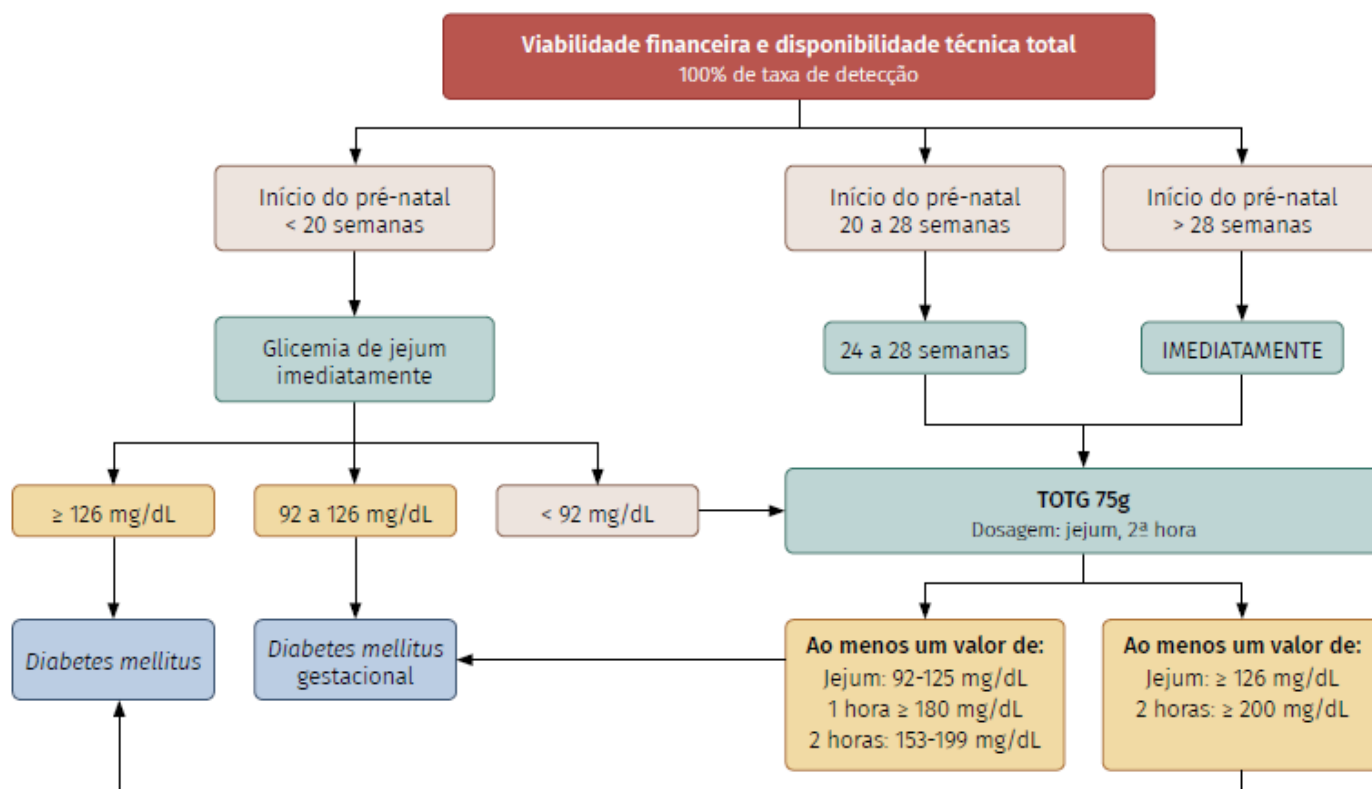 Viabilidade financeira e disponibilidade técnica total
100% de taxa de detecção
Início do pré-natal
< 20 semanas
Início do pré-natal
20 a 28 semanas
Início do pré-natal
> 28 semanas
Glicemia de jejum
imediatamente
24 a 28 semanas
IMEDIATAMENTE
≥ 126 mg/dL
92 a 126 mg/dL
< 92 mg/dL
TOTG 75g
Dosagem: jejum, 2ª hora
Diabetes mellitus
Diabetes mellitus
gestacional
Ao menos um valor de:
Jejum: 92-125 mg/dL
1 hora ≥ 180 mg/dL
2 horas: 153-199 mg/dL
Ao menos um valor de:
Jejum: ≥ 126 mg/dL
2 horas: ≥ 200 mg/dL